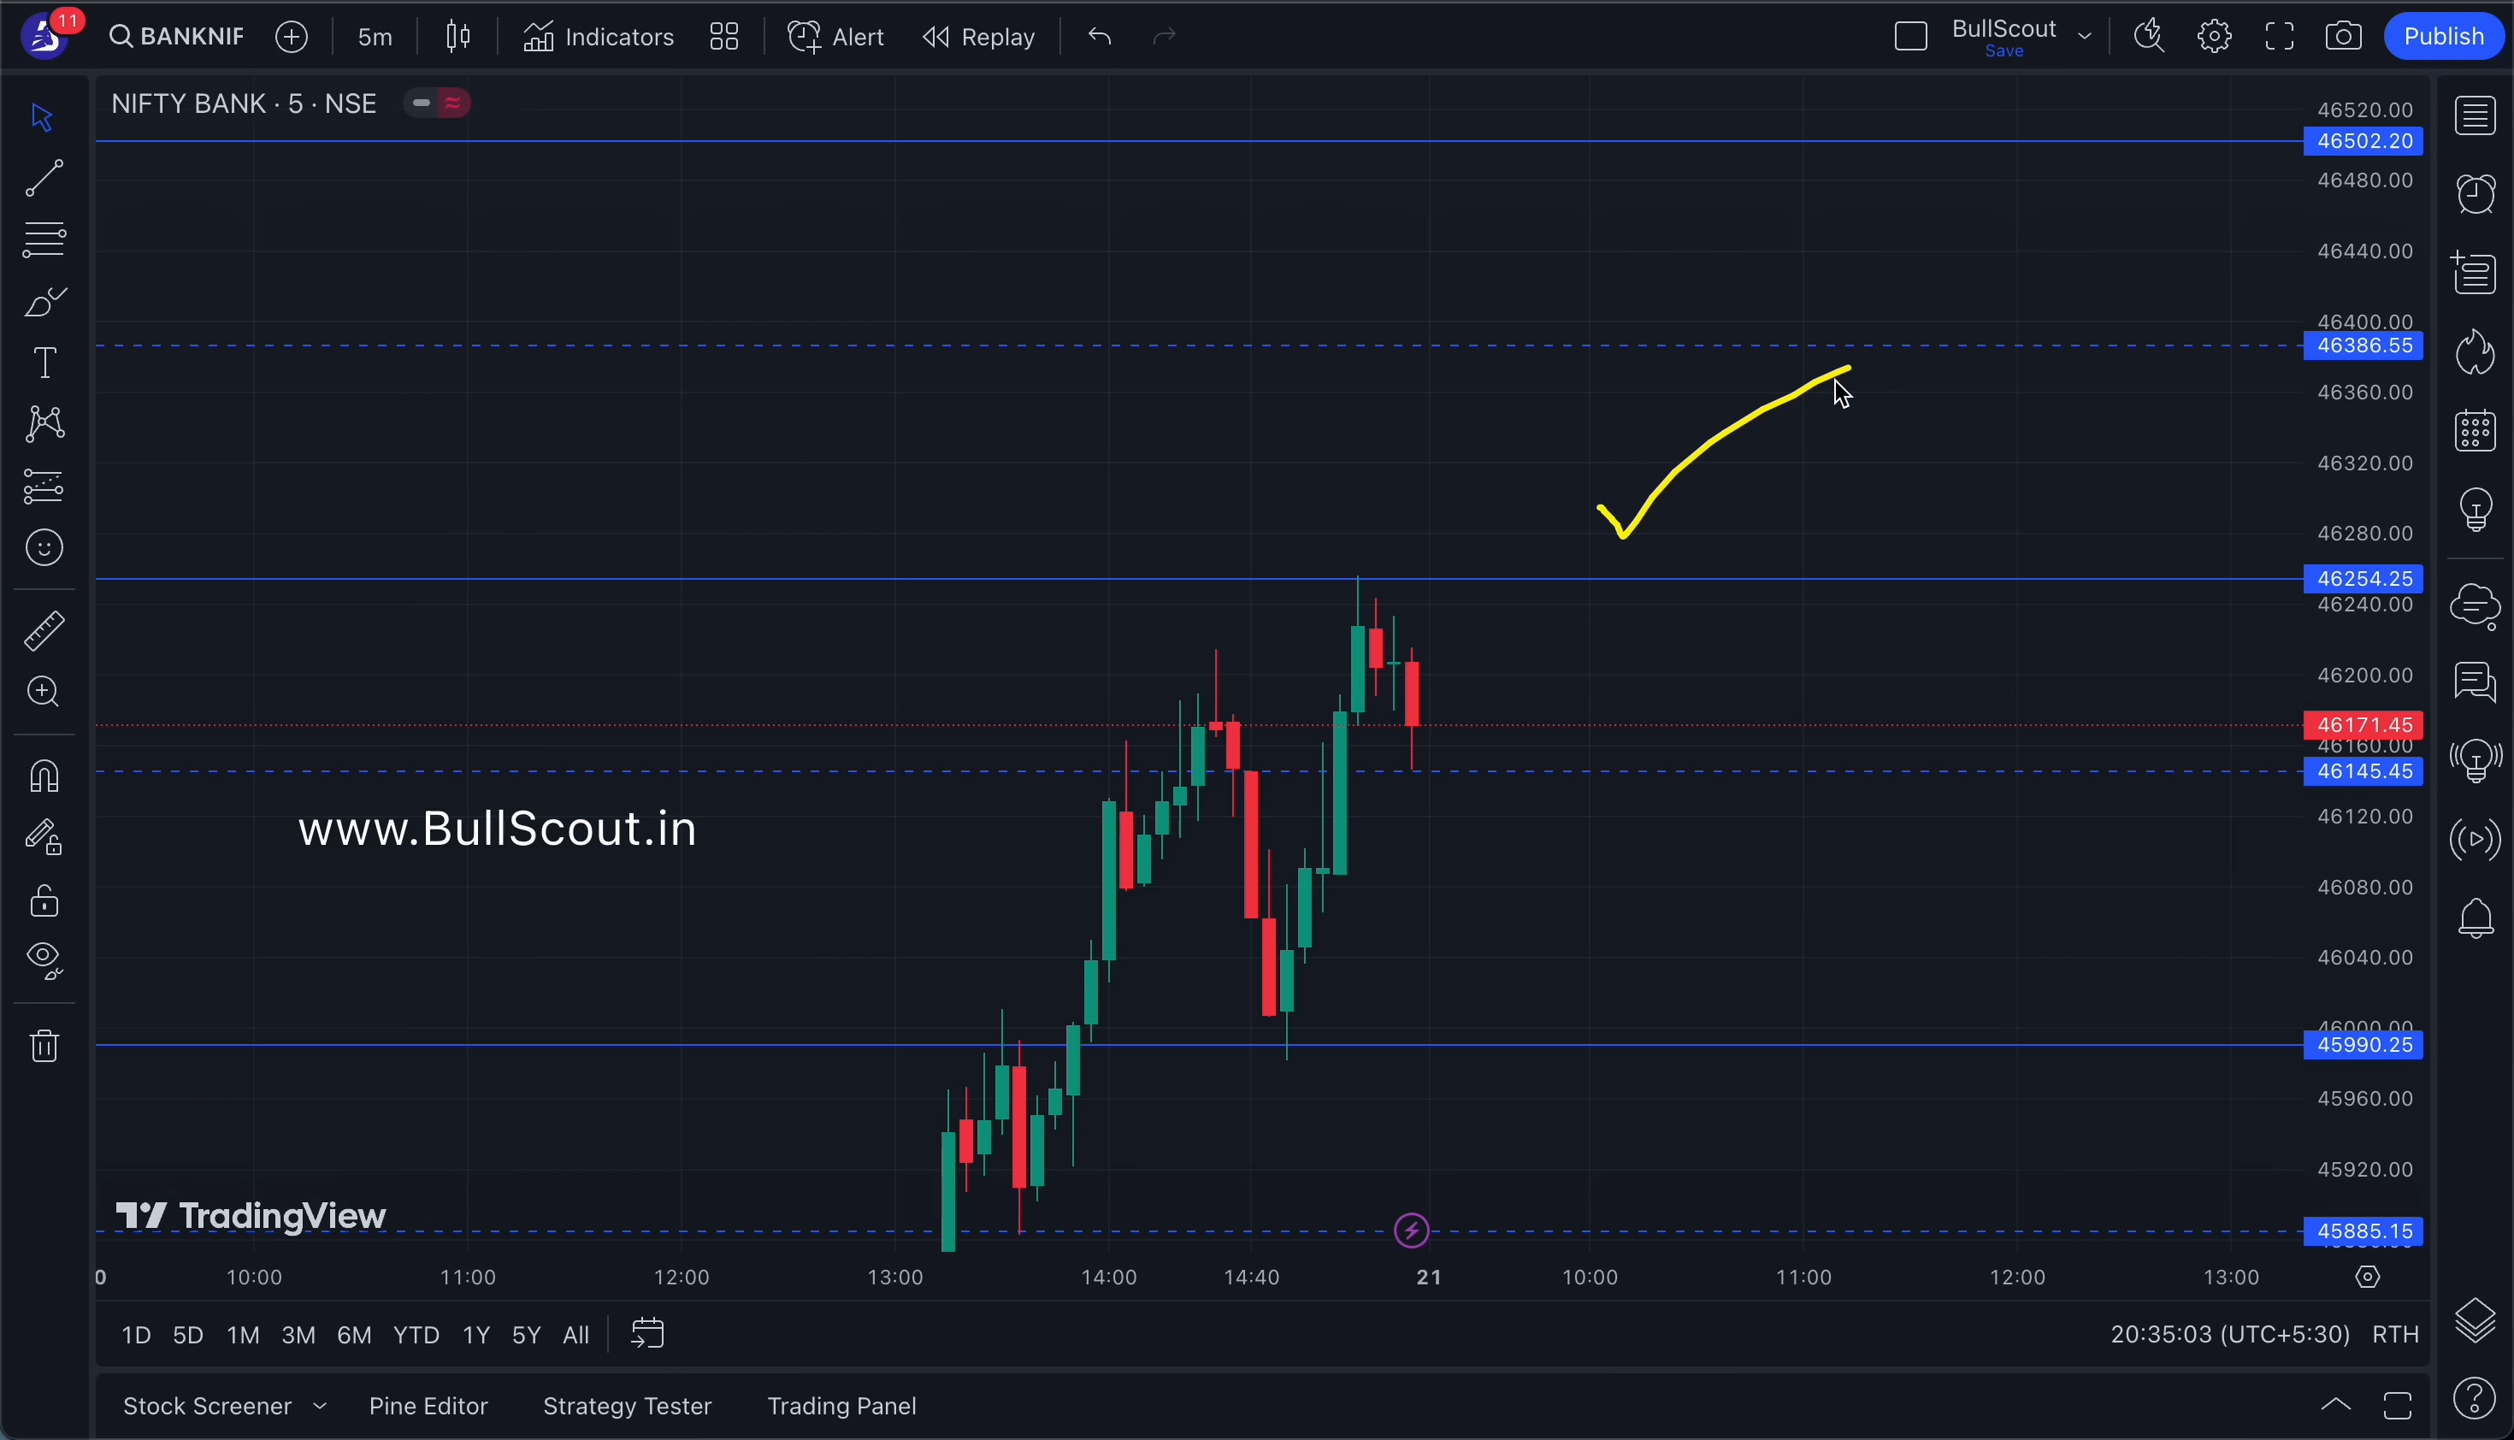 11
BANKNIF
5m
Indicators
Alert
Replay
BullScout
Save
Publish
NIFTY BANK · 5 · NSE
46520.00
46502.20
46480.00
46440.00
46400.00
46386.55
46360.00
46320.00
46280.00
46254.25
46240.00
46200.00
46171.45
46160.00
46145.45
46120.00
www.BullScout.in
46080.00
46040.00
46000.00
45990.25
45960.00
45920.00
TradingView
45885.15
0 10:00 11:00 12:00 13:00 14:00 14:40 21 10:00 11:00 12:00 13:00
1D 5D 1M 3M 6M YTD 1Y 5Y All
20:35:03 (UTC+5:30) RTH
Stock Screener Pine Editor Strategy Tester Trading Panel